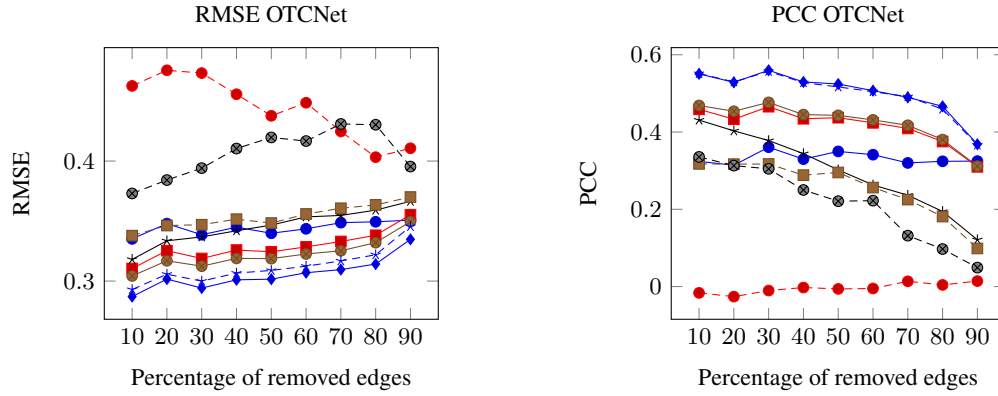 RMSE OTCNet
0.4
0.3
RMSE
10 20 30 40 50 60 70 80 90
Percentage of removed edges
PCC OTCNet
0.6
0.4
0.2
0
PCC
10 20 30 40 50 60 70 80 90
Percentage of removed edges